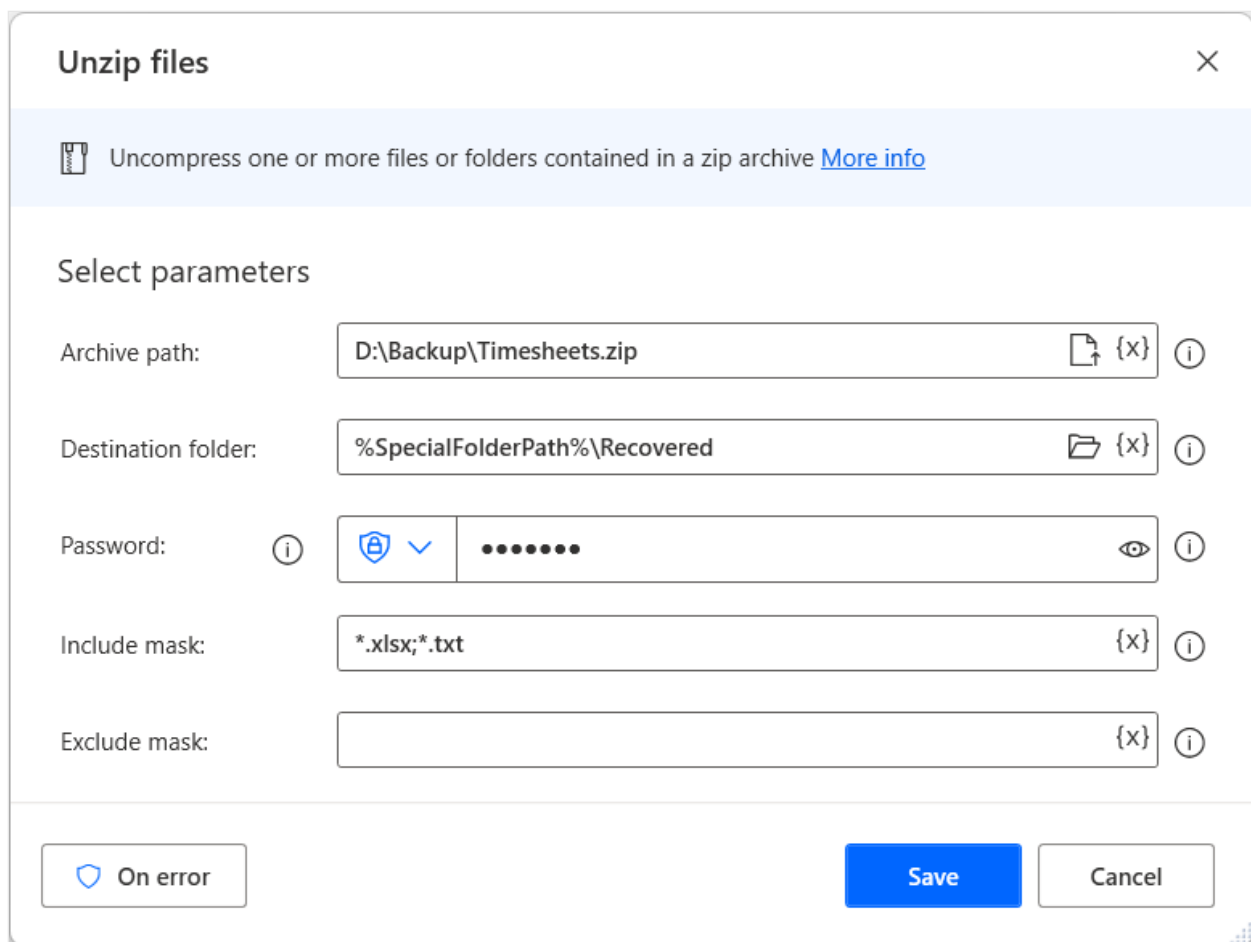 Unzip files
Uncompress one or more files or folders contained in a zip archive More info
Select parameters
Archive path: D:\Backup\Timesheets.zip {x}
Destination folder: %SpecialFolderPath%\Recovered {x}
Password: •••••••
Include mask: *.xlsx;*.txt {x}
Exclude mask: {x}
On error Save Cancel